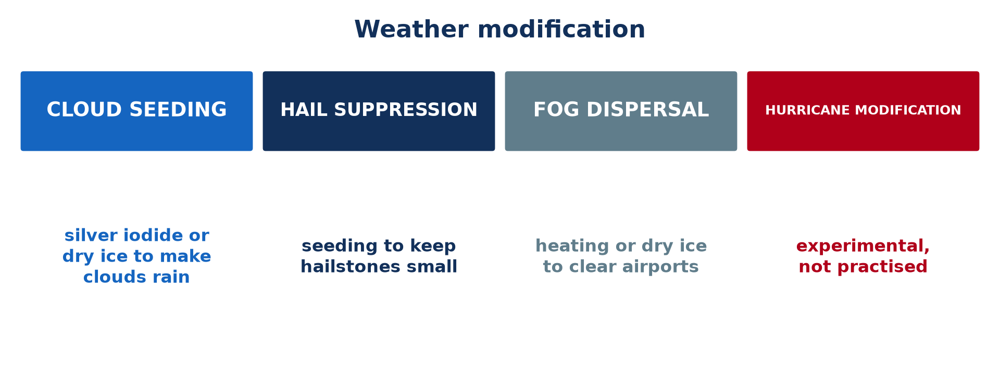 Weather modification
CLOUD SEEDING
HAIL SUPPRESSION
FOG DISPERSAL
HURRICANE MODIFICATION
silver iodide or
dry ice to make
clouds rain
seeding to keep
hailstones small
heating or dry ice
to clear airports
experimental,
not practised